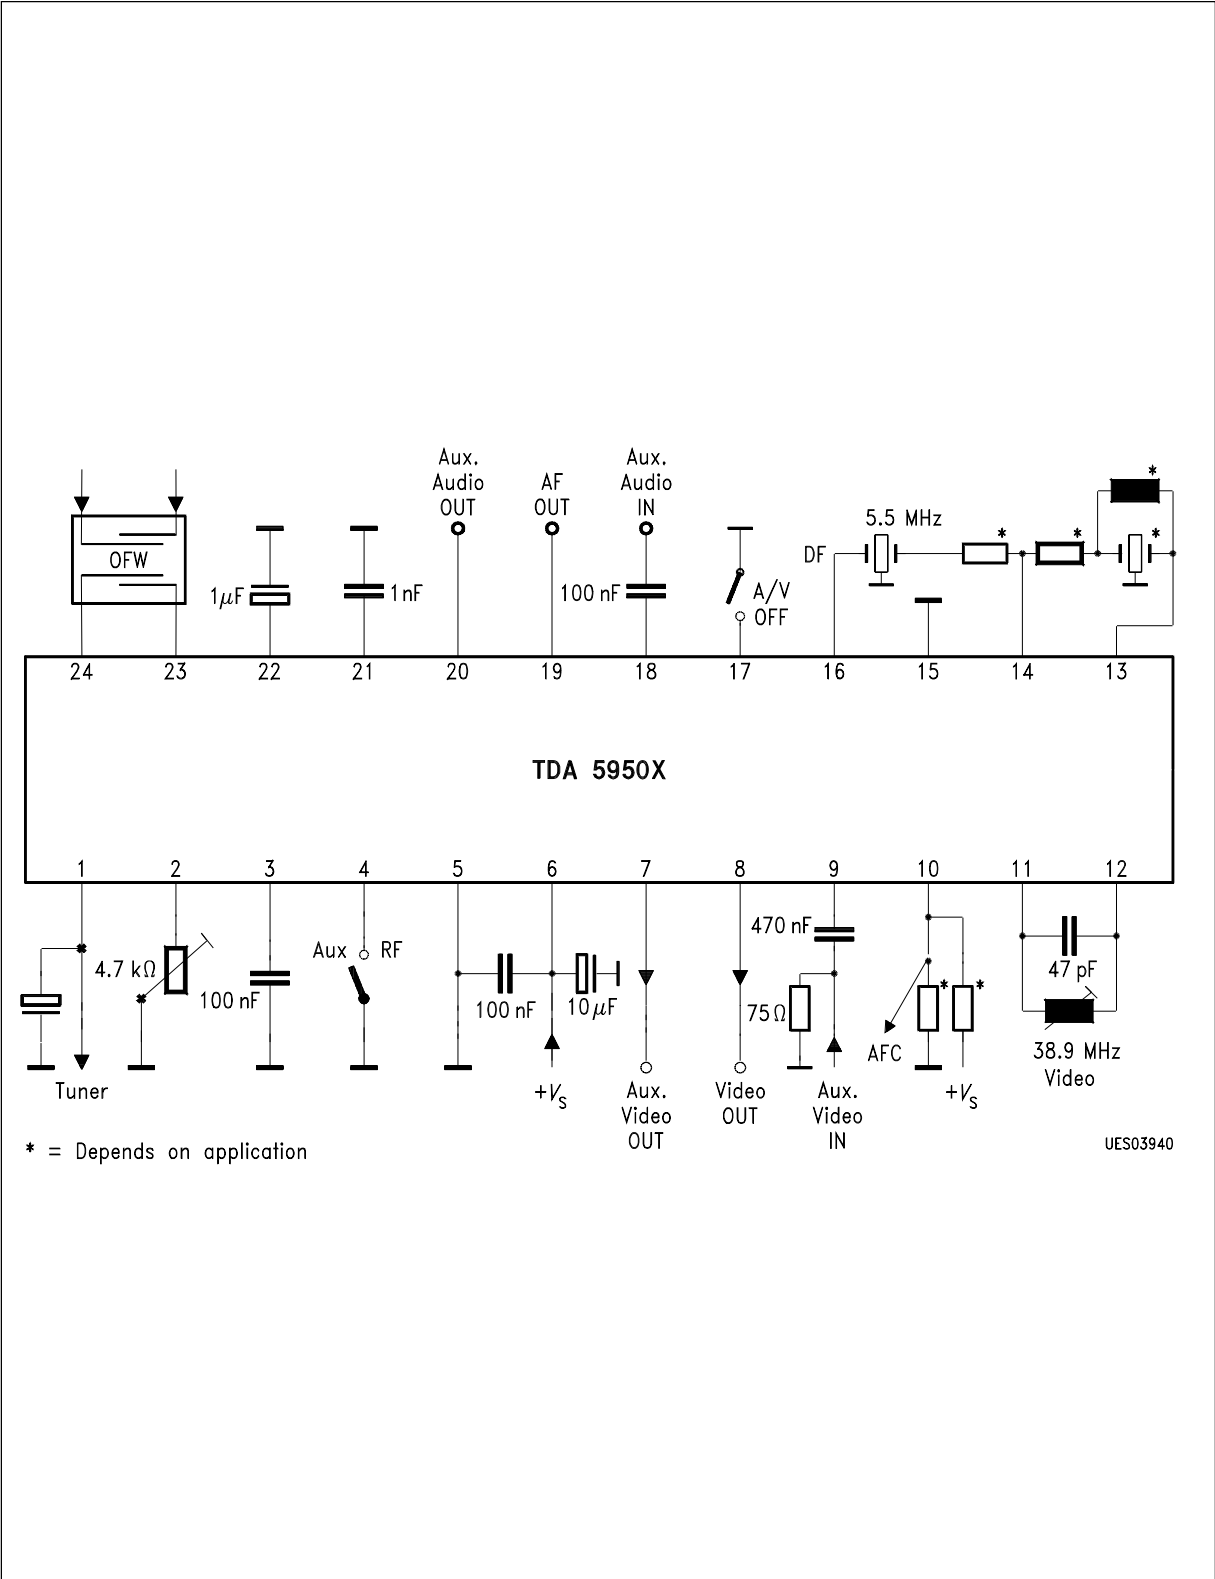 Aux.
Audio
OUT
AF
OUT
Aux.
Audio
IN
*
5.5 MHz
DF
*
*
*
OFW
1μF
1nF
100 nF
A/V
OFF
24 23 22 21 20 19 18 17 16 15 14 13
TDA 5950X
1 2 3 4 5 6 7 8 9 10 11 12
4.7 kΩ
100 nF
Aux RF
100 nF
10μF
470 nF
75Ω
AFC
*
*
47 pF
38.9 MHz
Video
Tuner
+VS
Aux.
Video
OUT
Video
OUT
Aux.
Video
IN
+VS
* = Depends on application
UES03940